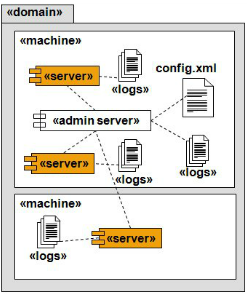 «domain»
«machine»
«server»
«logs»
config.xml
«admin server»
«server»
«logs»
«logs»
«machine»
«logs»
«server»